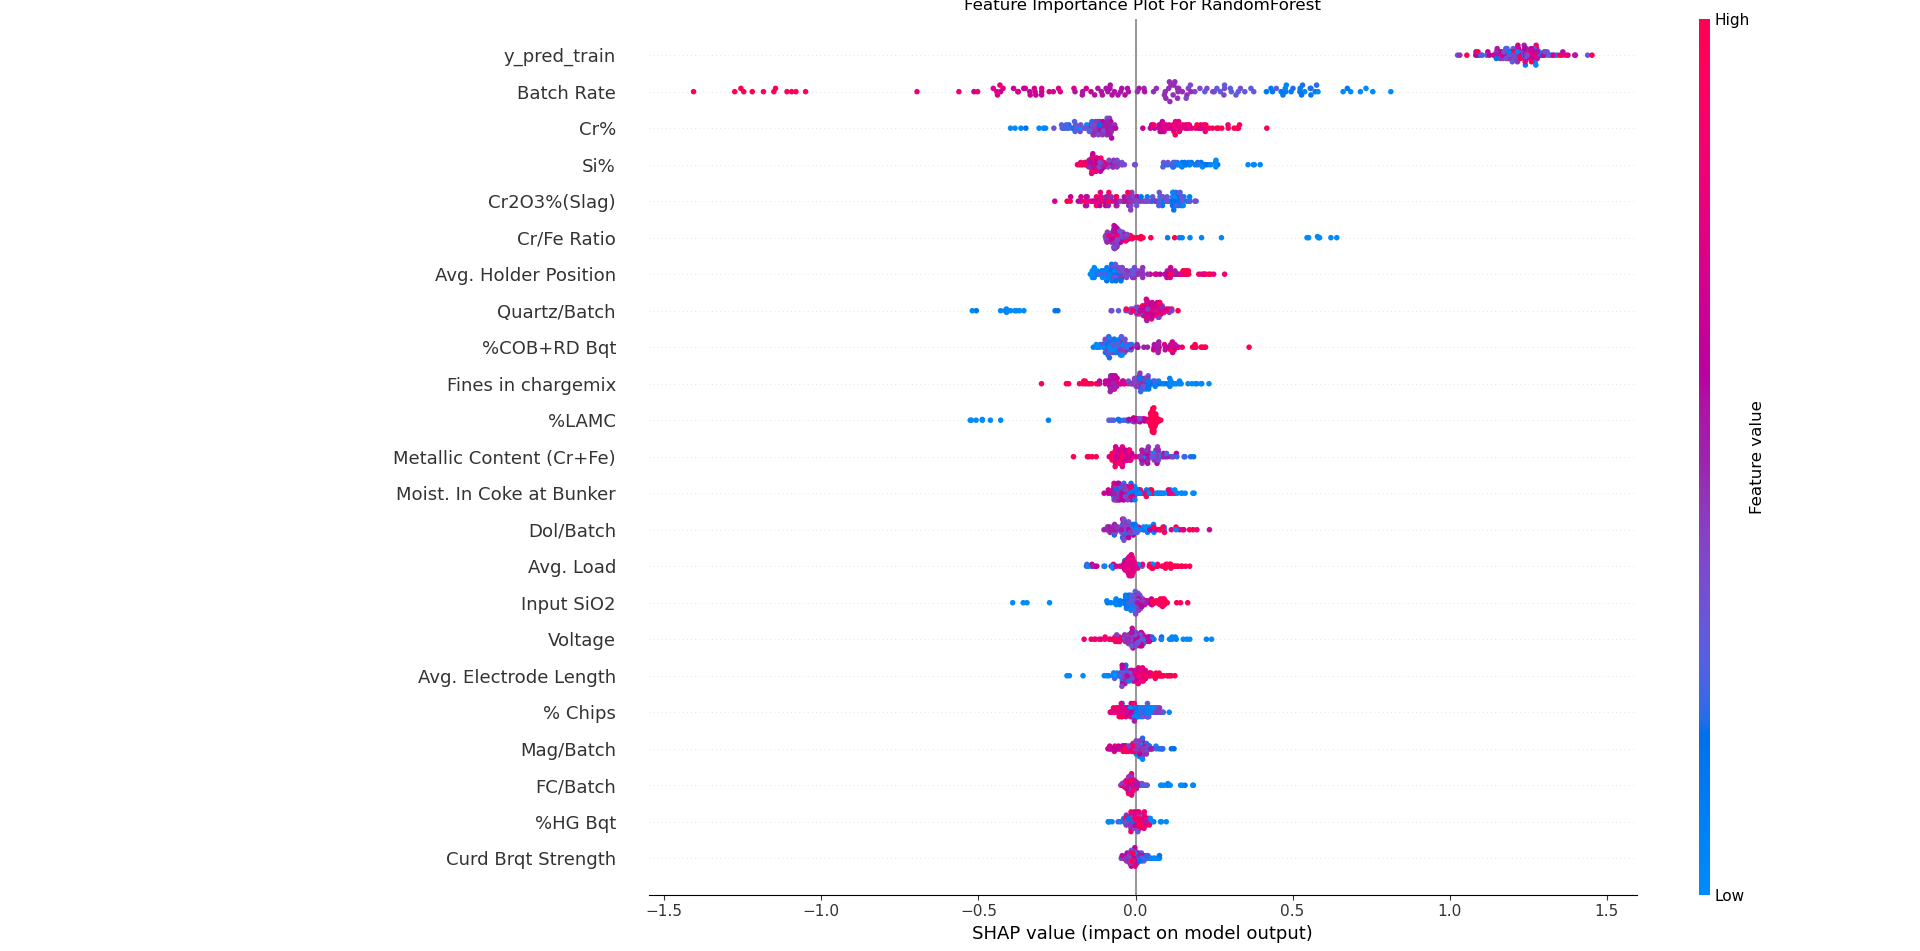 Feature Importance Plot For RandomForest
High
y_pred_train
Batch Rate
Cr%
Si%
Cr2O3%(Slag)
Cr/Fe Ratio
Avg. Holder Position
Quartz/Batch
%COB+RD Bqt
Fines in chargemix
%LAMC
Metallic Content (Cr+Fe)
Moist. In Coke at Bunker
Dol/Batch
Avg. Load
Input SiO2
Voltage
Avg. Electrode Length
% Chips
Mag/Batch
FC/Batch
%HG Bqt
Curd Brqt Strength
Feature value
Low
−1.5 −1.0 −0.5 0.0 0.5 1.0 1.5
SHAP value (impact on model output)